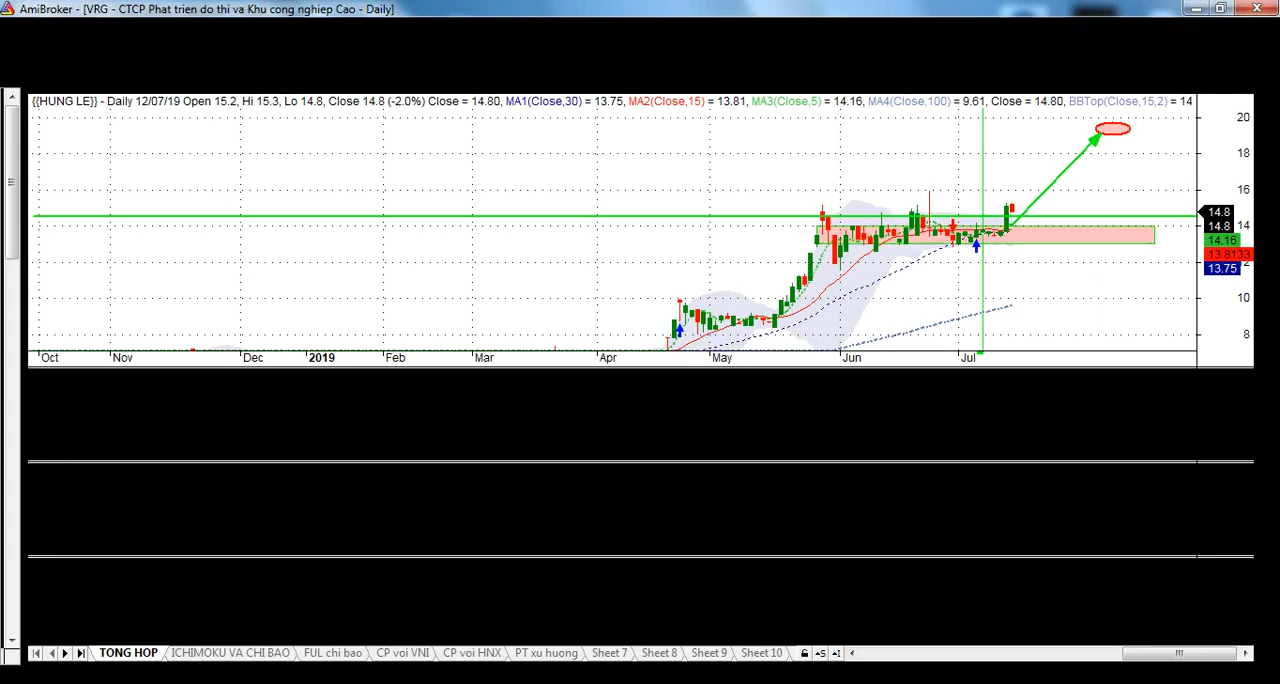 AmiBroker - [VRG - CTCP Phat trien do thi va Khu cong nghiep Cao - Daily]
{{HUNG LE}} - Daily 12/07/19 Open 15.2, Hi 15.3, Lo 14.8, Close 14.8 (-2.0%) Close = 14.80, MA1(Close,30) = 13.75, MA2(Close,15) = 13.81, MA3(Close,5) = 14.16, MA4(Close,100) = 9.61, Close = 14.80, BBTop(Close,15,2) = 14
20
18
16
14.8
14.8 14
14.16
13.8133
2
13.75
10
8
Oct Nov Dec 2019 Feb Mar Apr May Jun Jul
TONG HOP ICHIMOKU VA CHI BAO FUL chi bao CP voi VNI CP voi HNX PT xu huong Sheet 7 Sheet 8 Sheet 9 Sheet 10